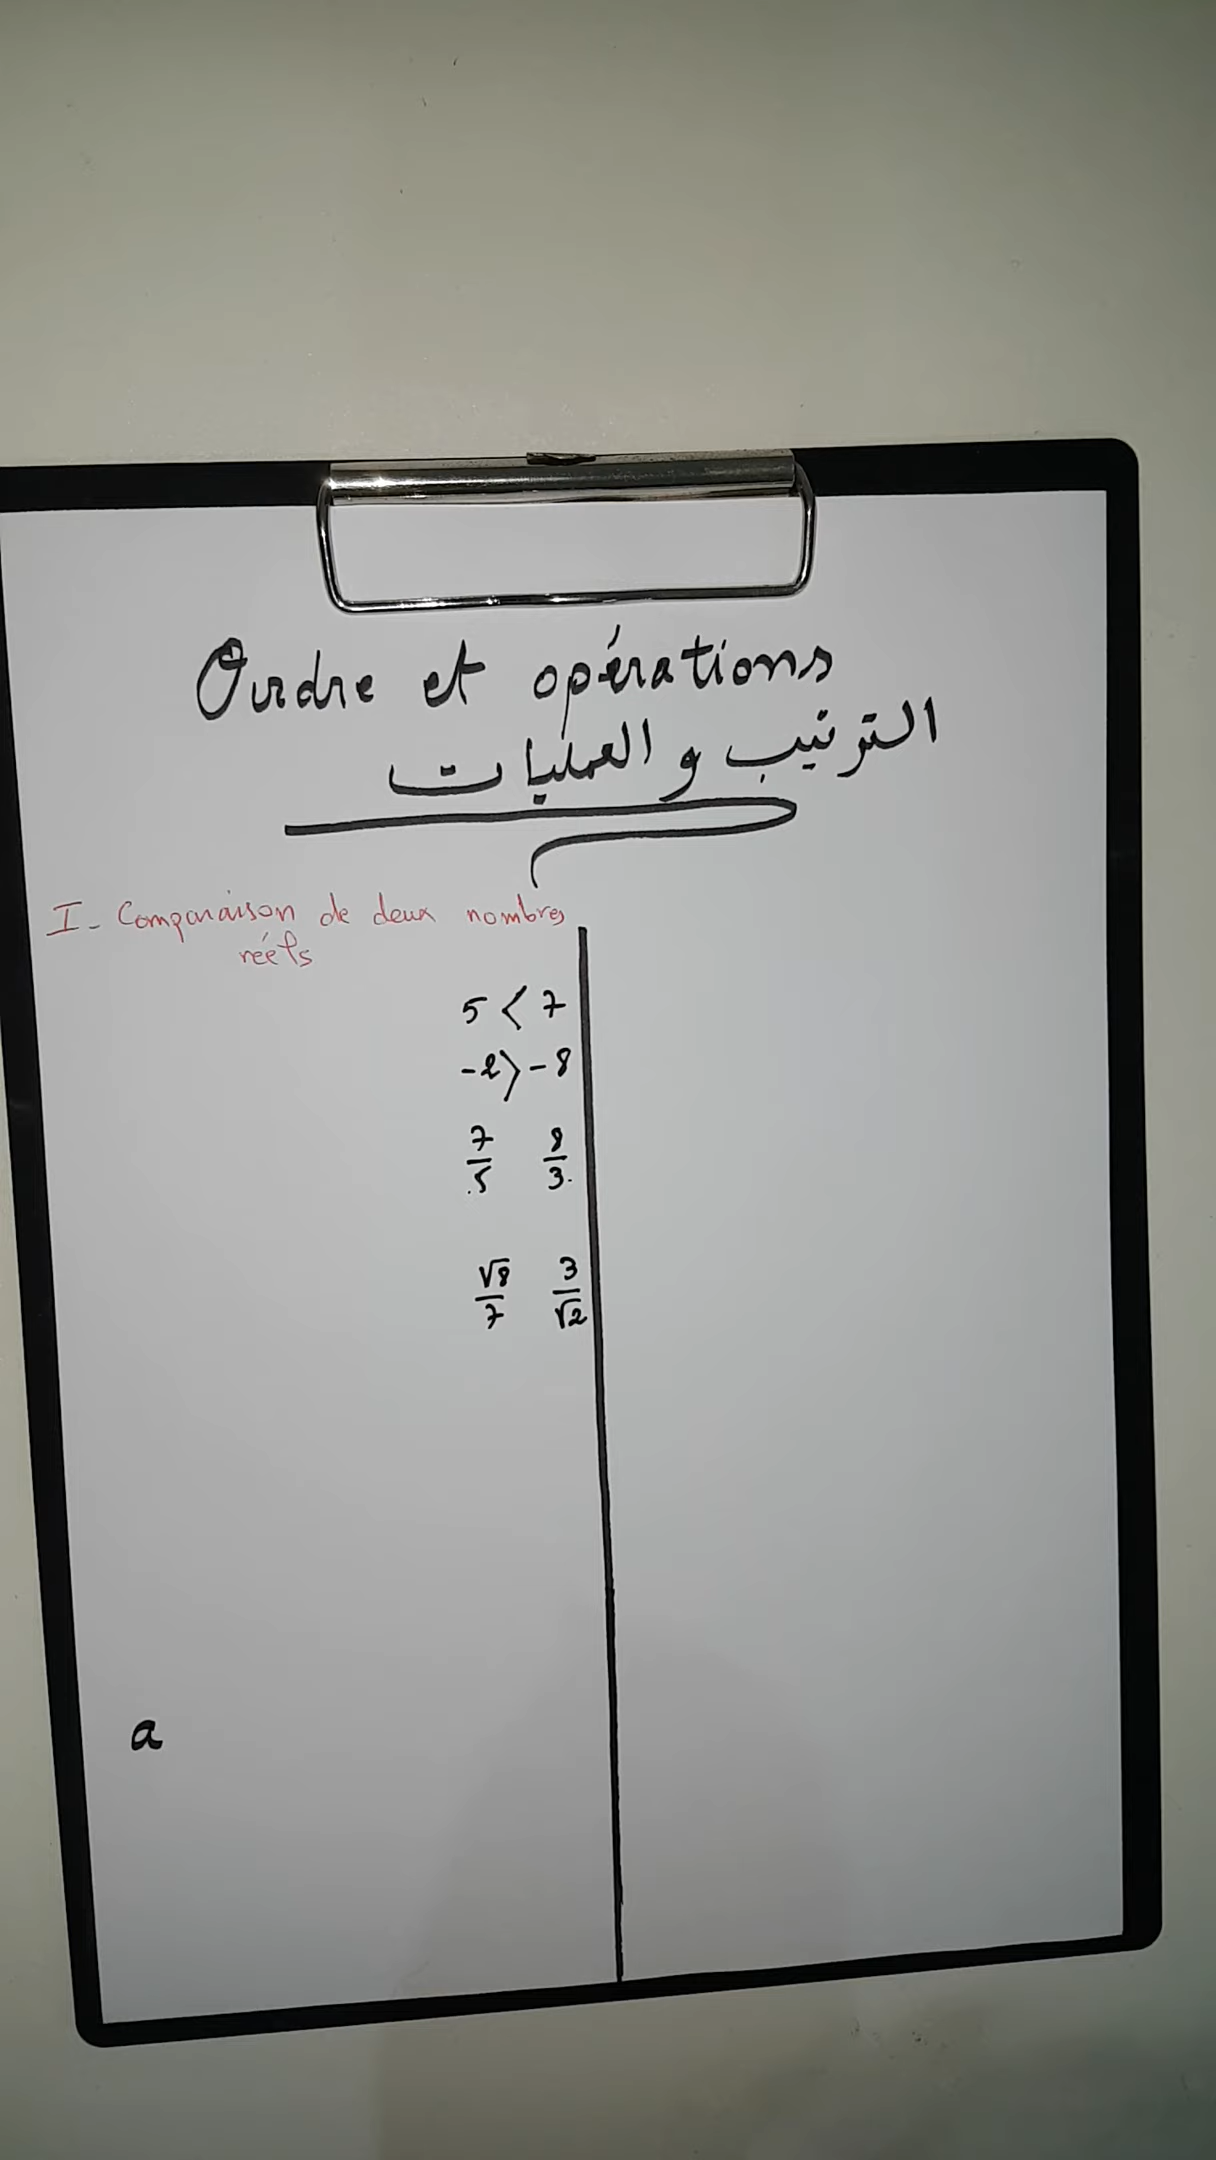 Ordre et opérations
الترتيب و العمليات
I- Comparaison de deux nombres
réels
5 < 7
-2 > -8
7/5 8/3
√8/7 3/√2
a